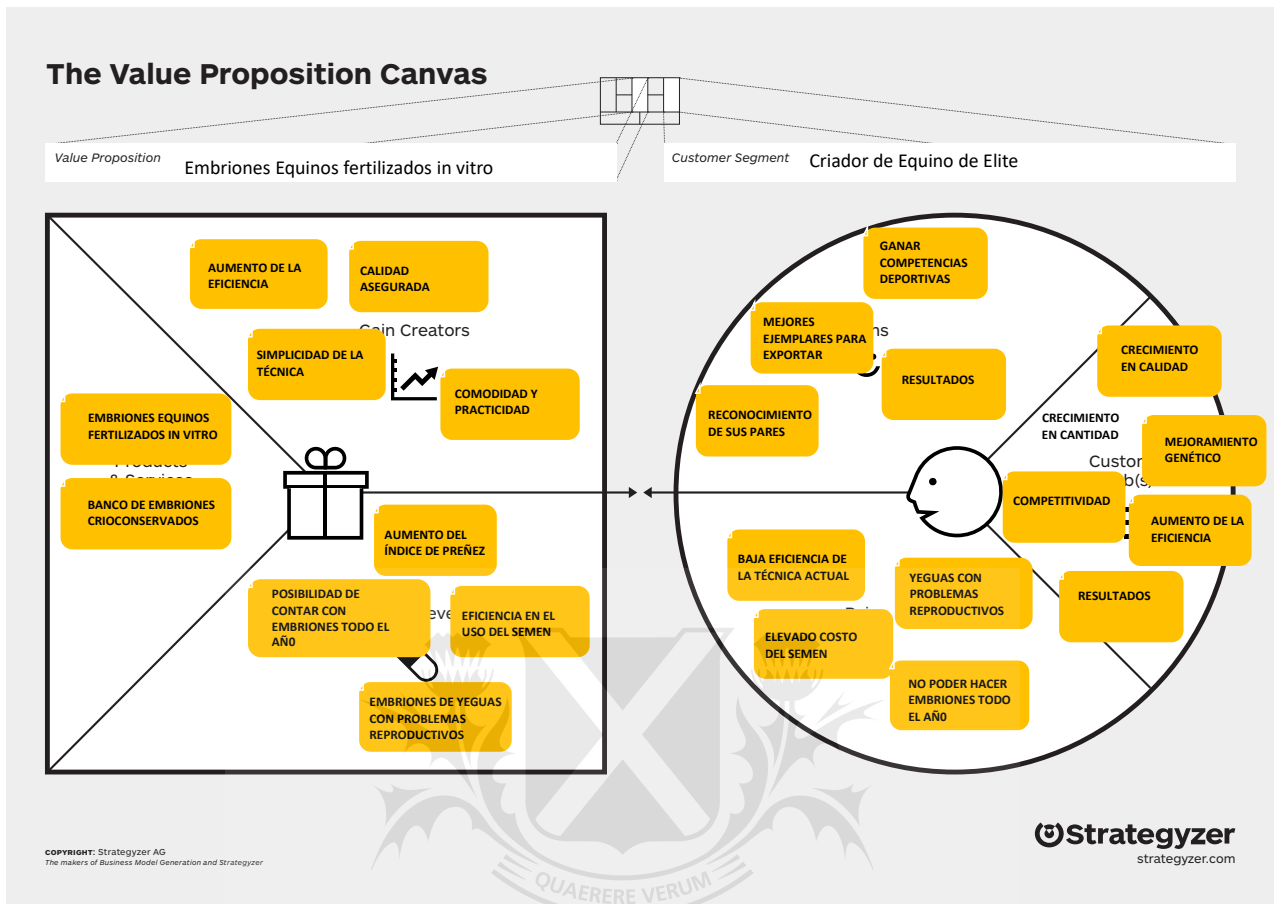 The Value Proposition Canvas
Value Proposition
Embriones Equinos fertilizados in vitro
Customer Segment
Criador de Equino de Elite
AUMENTO DE LA
EFICIENCIA
CALIDAD
ASEGURADA
Gain Creators
SIMPLICIDAD DE LA
TÉCNICA
COMODIDAD Y
PRACTICIDAD
EMBRIONES EQUINOS
FERTILIZADOS IN VITRO
Products
& Services
BANCO DE EMBRIONES
CRIOCONSERVADOS
AUMENTO DEL
ÍNDICE DE PREÑEZ
POSIBILIDAD DE
CONTAR CON
EMBRIONES TODO EL
AÑ0
EFICIENCIA EN EL
USO DEL SEMEN
EMBRIONES DE YEGUAS
CON PROBLEMAS
REPRODUCTIVOS
GANAR
COMPETENCIAS
DEPORTIVAS
MEJORES
EJEMPLARES PARA
EXPORTAR
RESULTADOS
RECONOCIMIENTO
DE SUS PARES
CRECIMIENTO
EN CALIDAD
CRECIMIENTO
EN CANTIDAD
MEJORAMIENTO
GENÉTICO
COMPETITIVIDAD
AUMENTO DE LA
EFICIENCIA
RESULTADOS
BAJA EFICIENCIA DE
LA TÉCNICA ACTUAL
YEGUAS CON
PROBLEMAS
REPRODUCTIVOS
ELEVADO COSTO
DEL SEMEN
NO PODER HACER
EMBRIONES TODO
EL AÑ0
QUAERERE VERUM
COPYRIGHT: Strategyzer AG
The makers of Business Model Generation and Strategyzer
Strategyzer
strategyzer.com